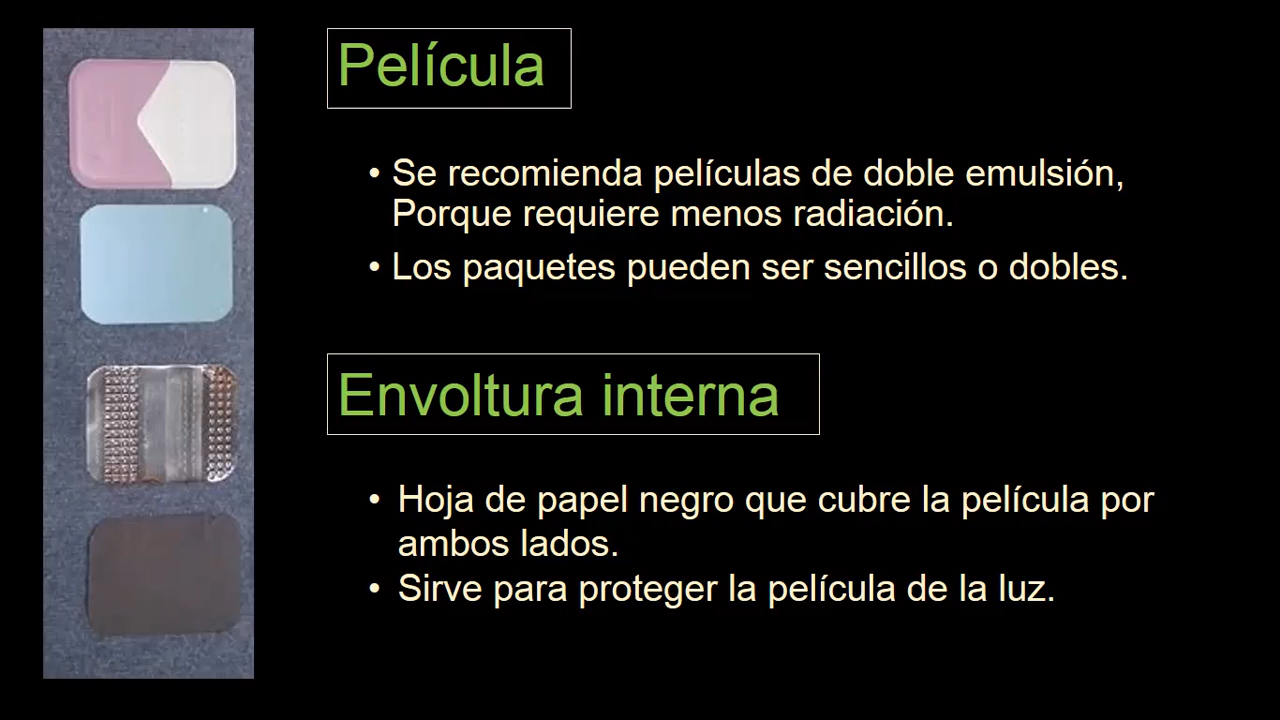 Película
• Se recomienda películas de doble emulsión,
Porque requiere menos radiación.
• Los paquetes pueden ser sencillos o dobles.
Envoltura interna
• Hoja de papel negro que cubre la película por
ambos lados.
• Sirve para proteger la película de la luz.